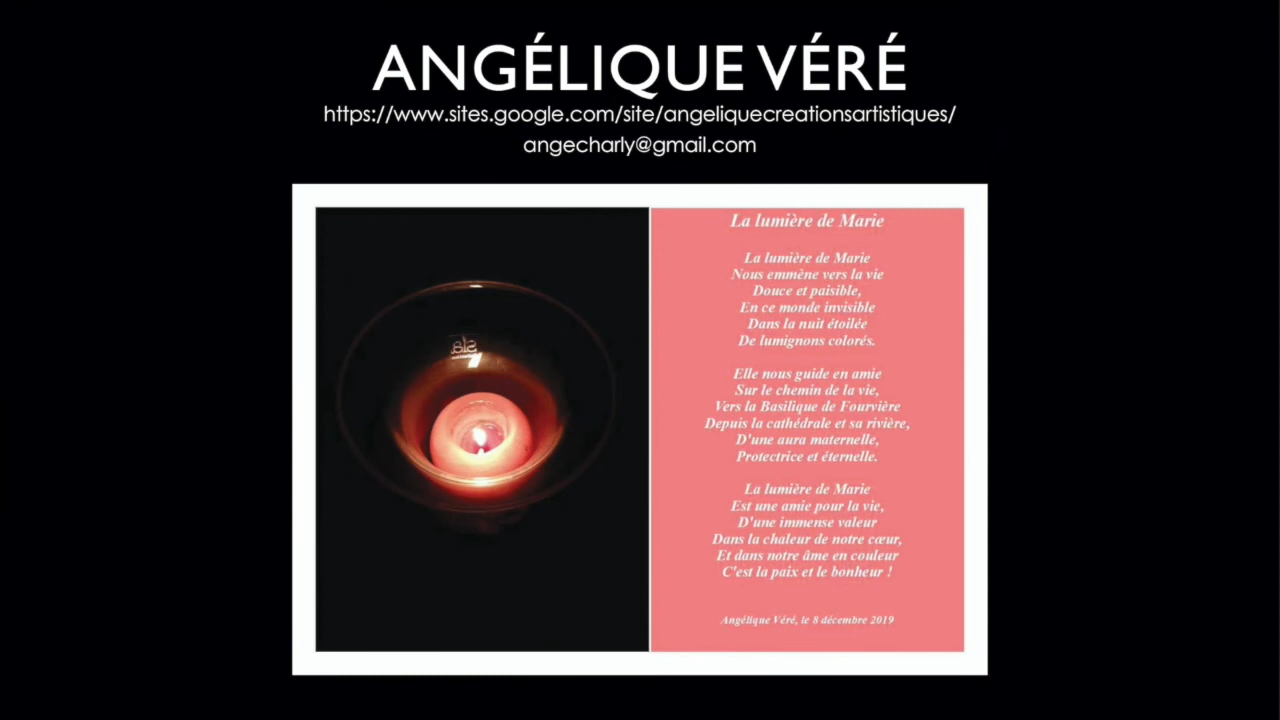 ANGÉLIQUE VÉRÉ
https://www.sites.google.com/site/angeliquecreationsartistiques/
angecharly@gmail.com
La lumière de Marie
La lumière de Marie
Nous emmène vers la vie
Douce et paisible,
En ce monde invisible
Dans la nuit étoilée
De lumignons colorés.
Elle nous guide en amie
Sur le chemin de la vie,
Vers la Basilique de Fourvière
Depuis la cathédrale et sa rivière,
D'une aura maternelle,
Protectrice et éternelle.
La lumière de Marie
Est une amie pour la vie,
D'une immense valeur
Dans la chaleur de notre cœur,
Et dans notre âme en couleur
C'est la paix et le bonheur !
Angélique Véré, le 8 décembre 2019